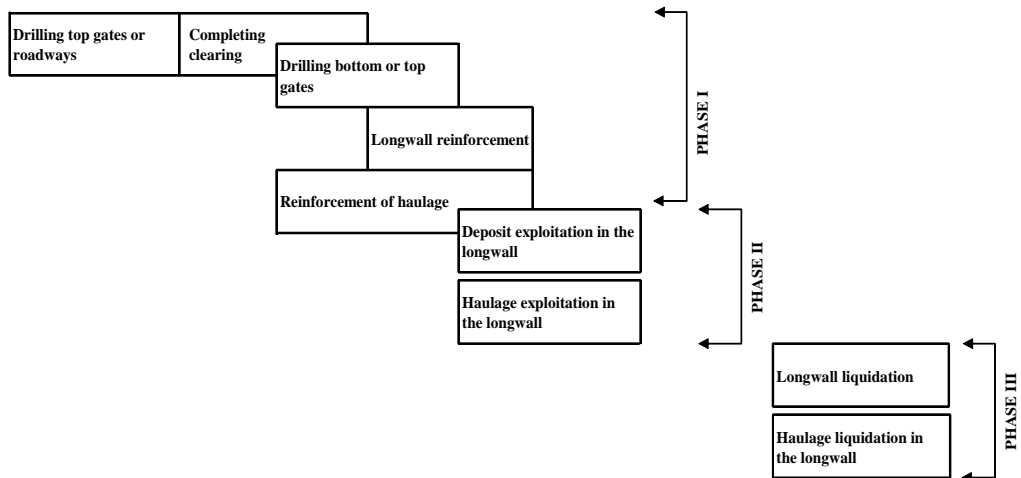 Drilling top gates or
roadways
Completing
clearing
Drilling bottom or top
gates
Longwall reinforcement
Reinforcement of haulage
PHASE I
Deposit exploitation in the
longwall
Haulage exploitation in
the longwall
PHASE II
Longwall liquidation
Haulage liquidation in
the longwall
PHASE III